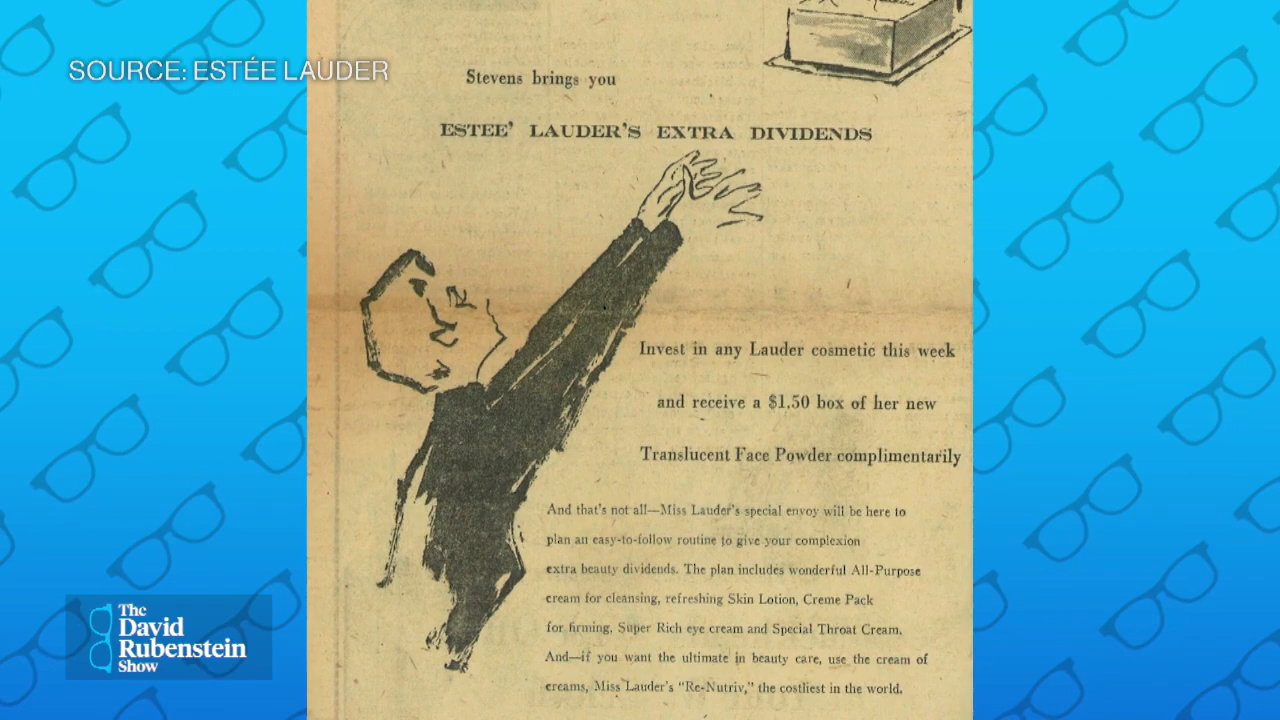 SOURCE: ESTÉE LAUDER
Stevens brings you
ESTEE' LAUDER'S EXTRA DIVIDENDS
Invest in any Lauder cosmetic this week
and receive a $1.50 box of her new
Translucent Face Powder complimentarily
And that's not all—Miss Lauder's special envoy will be here to
plan an easy-to-follow routine to give your complexion
extra beauty dividends. The plan includes wonderful All-Purpose
cream for cleansing, refreshing Skin Lotion, Creme Pack
for firming, Super Rich eye cream and Special Throat Cream.
And—if you want the ultimate in beauty care, use the cream of
creams, Miss Lauder's "Re-Nutriv," the costliest in the world.
The
David
Rubenstein
Show